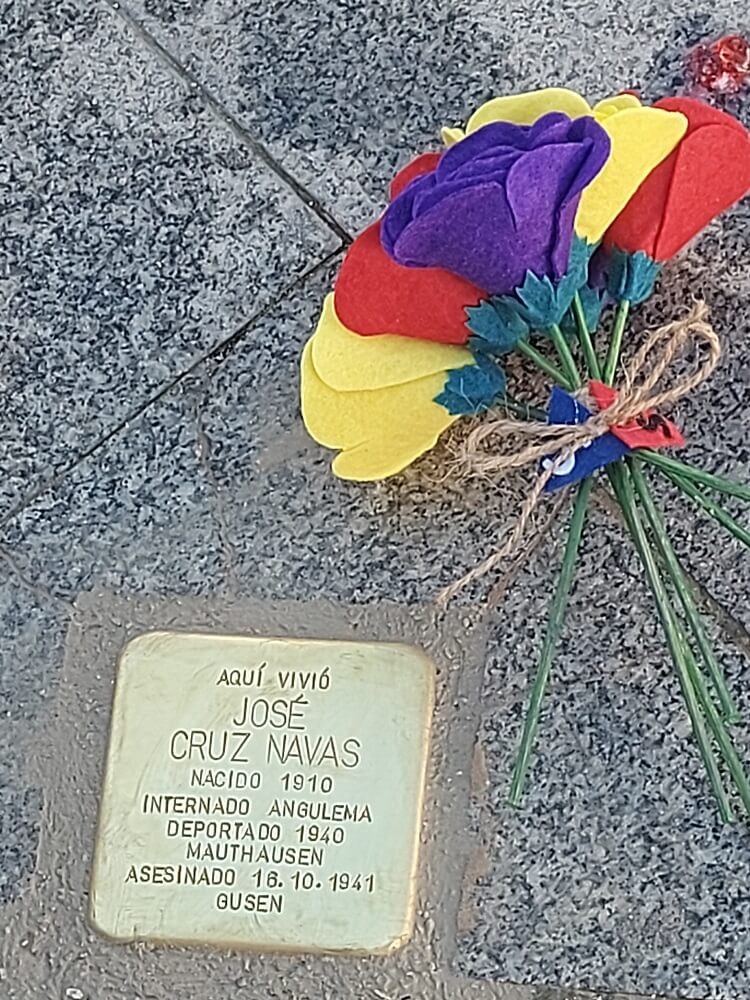 AQUÍ VIVIÓ
JOSÉ
CRUZ NAVAS
NACIDO 1910
INTERNADO ANGULEMA
DEPORTADO 1940
MAUTHAUSEN
ASESINADO 16.10.1941
GUSEN